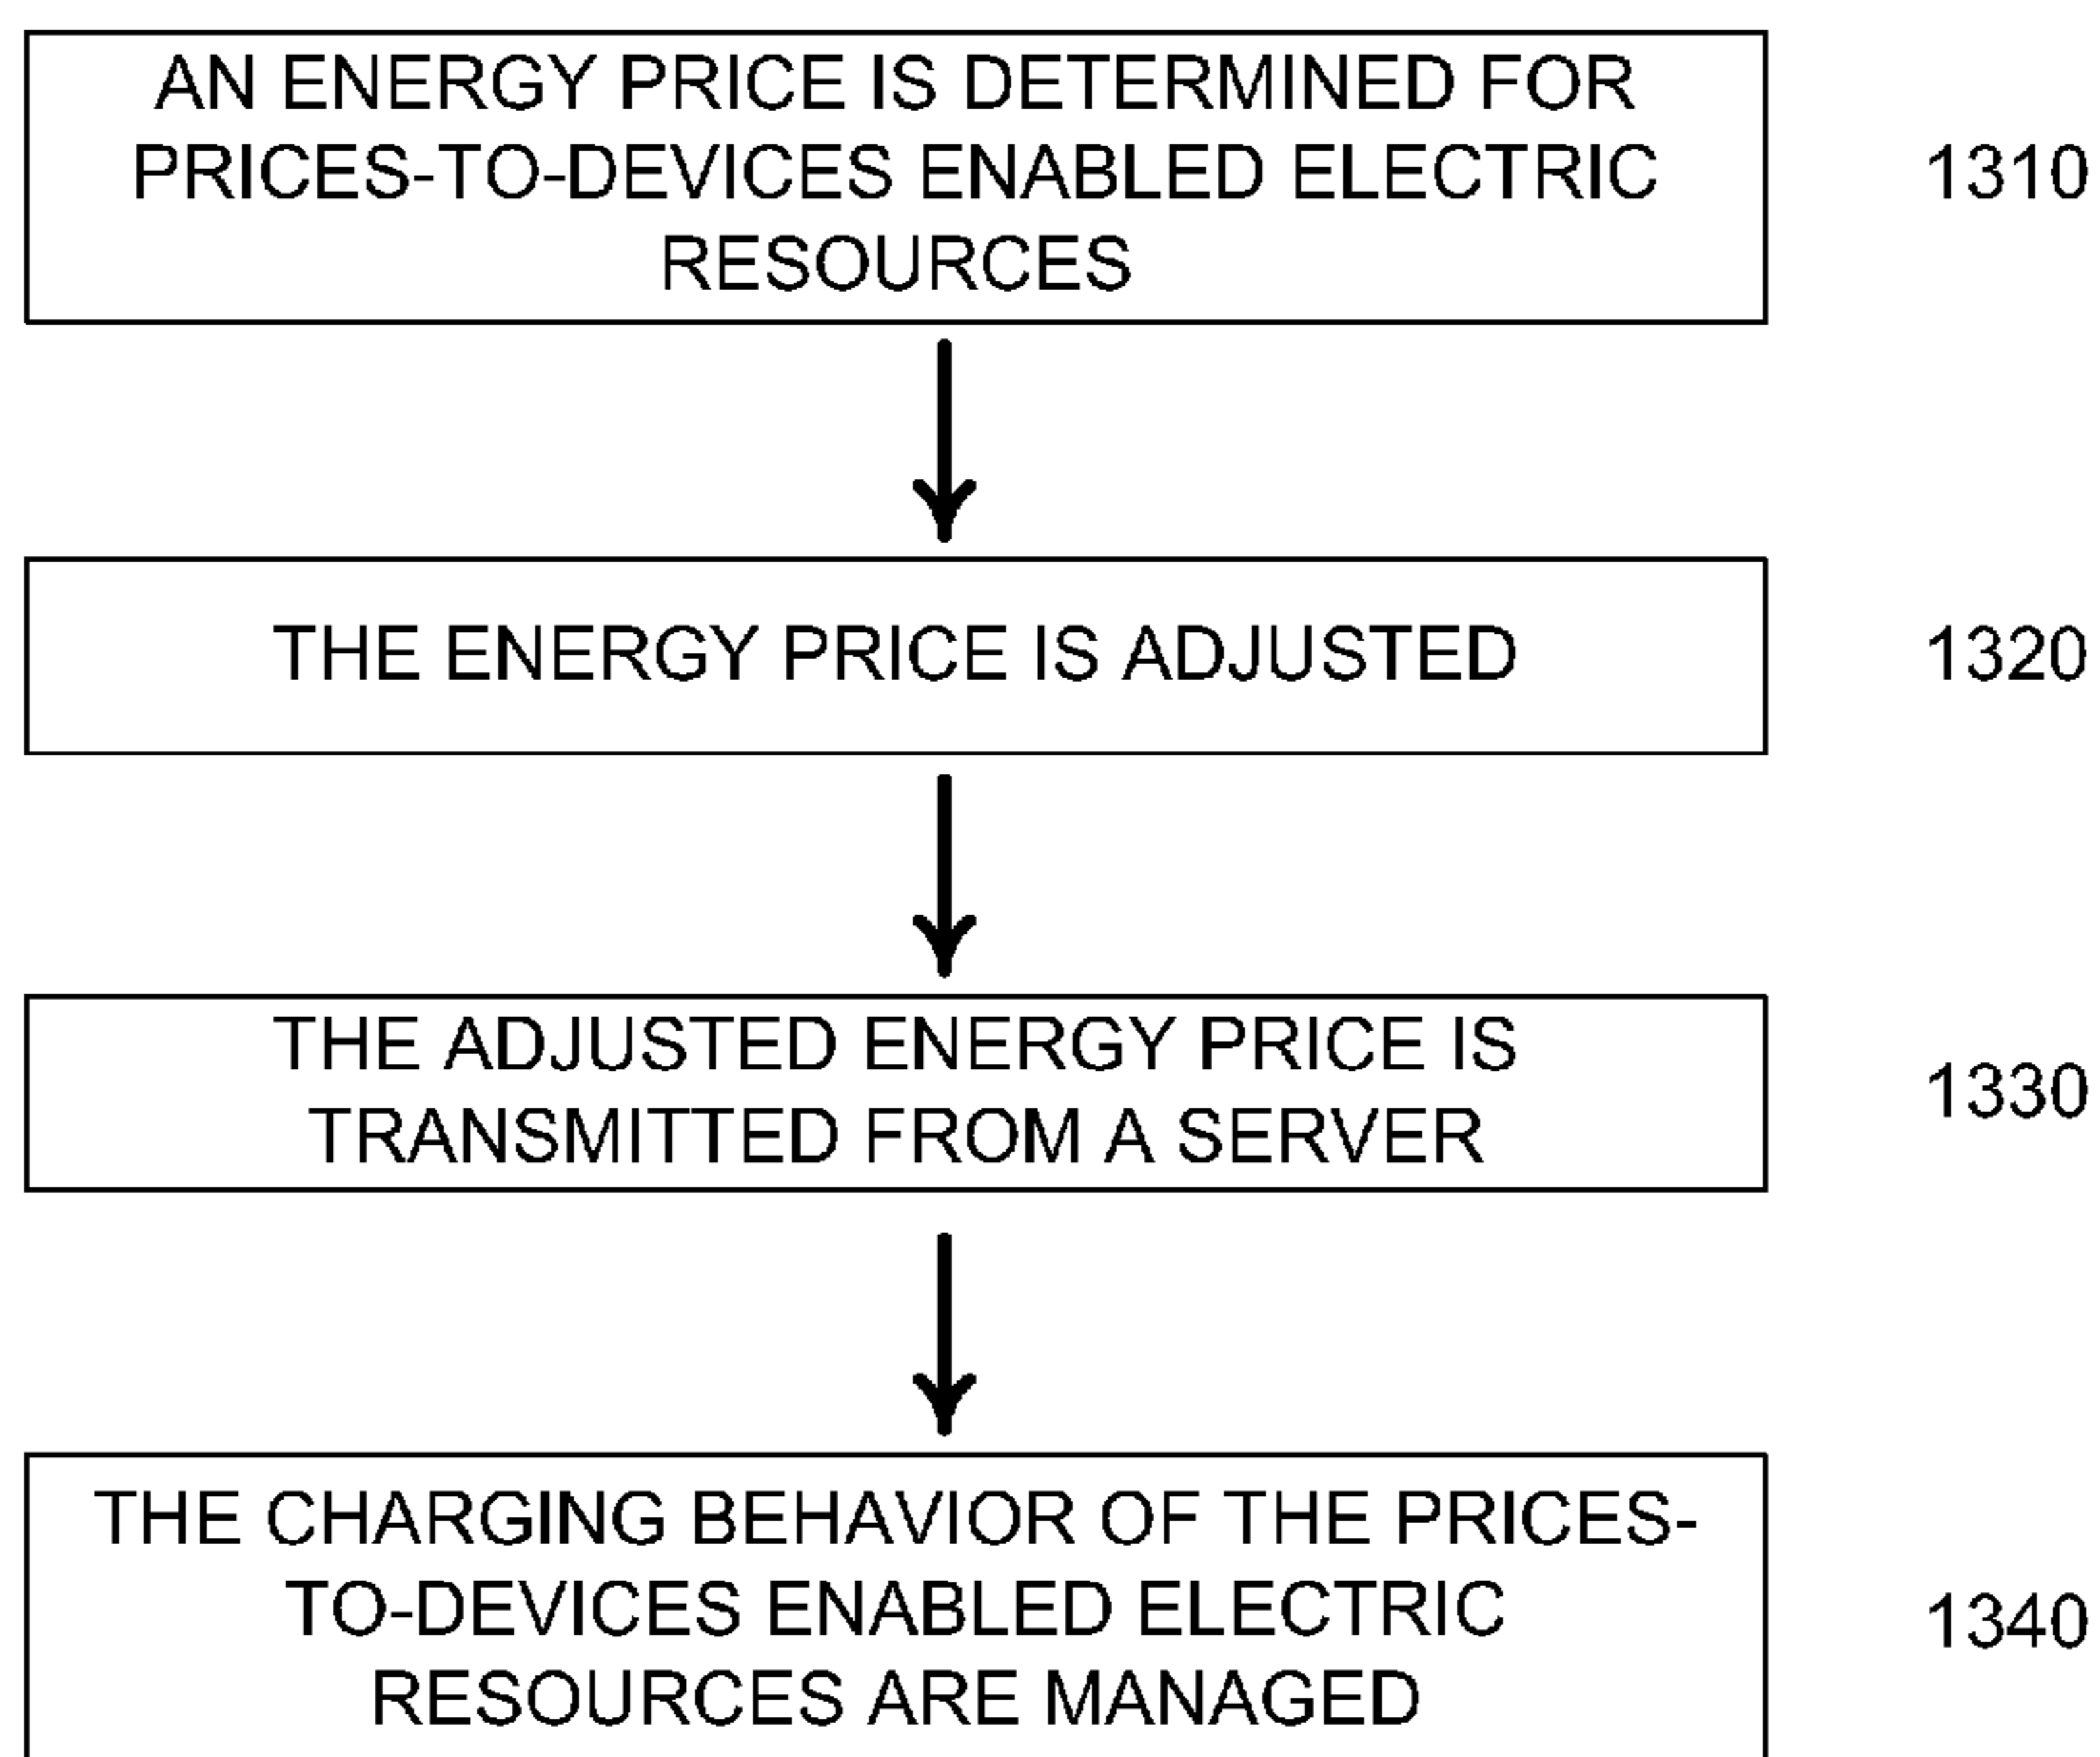 AN ENERGY PRICE IS DETERMINED FOR
PRICES-TO-DEVICES ENABLED ELECTRIC
RESOURCES
1310
THE ENERGY PRICE IS ADJUSTED
1320
THE ADJUSTED ENERGY PRICE IS
TRANSMITTED FROM A SERVER
1330
THE CHARGING BEHAVIOR OF THE PRICES-
TO-DEVICES ENABLED ELECTRIC
RESOURCES ARE MANAGED
1340